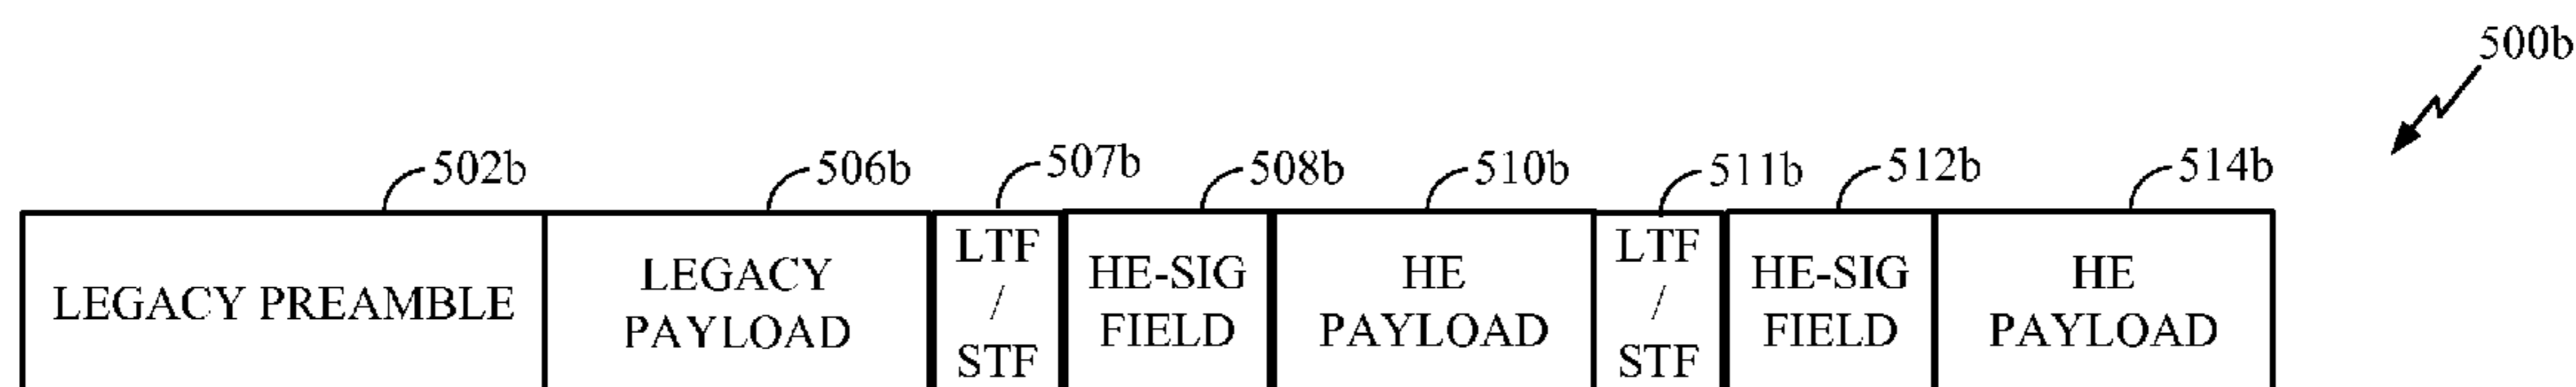 500b
502b
506b
507b
508b
510b
511b
512b
514b
LEGACY PREAMBLE
LEGACY
PAYLOAD
LTF
/
STF
HE-SIG
FIELD
HE
PAYLOAD
LTF
/
STF
HE-SIG
FIELD
HE
PAYLOAD